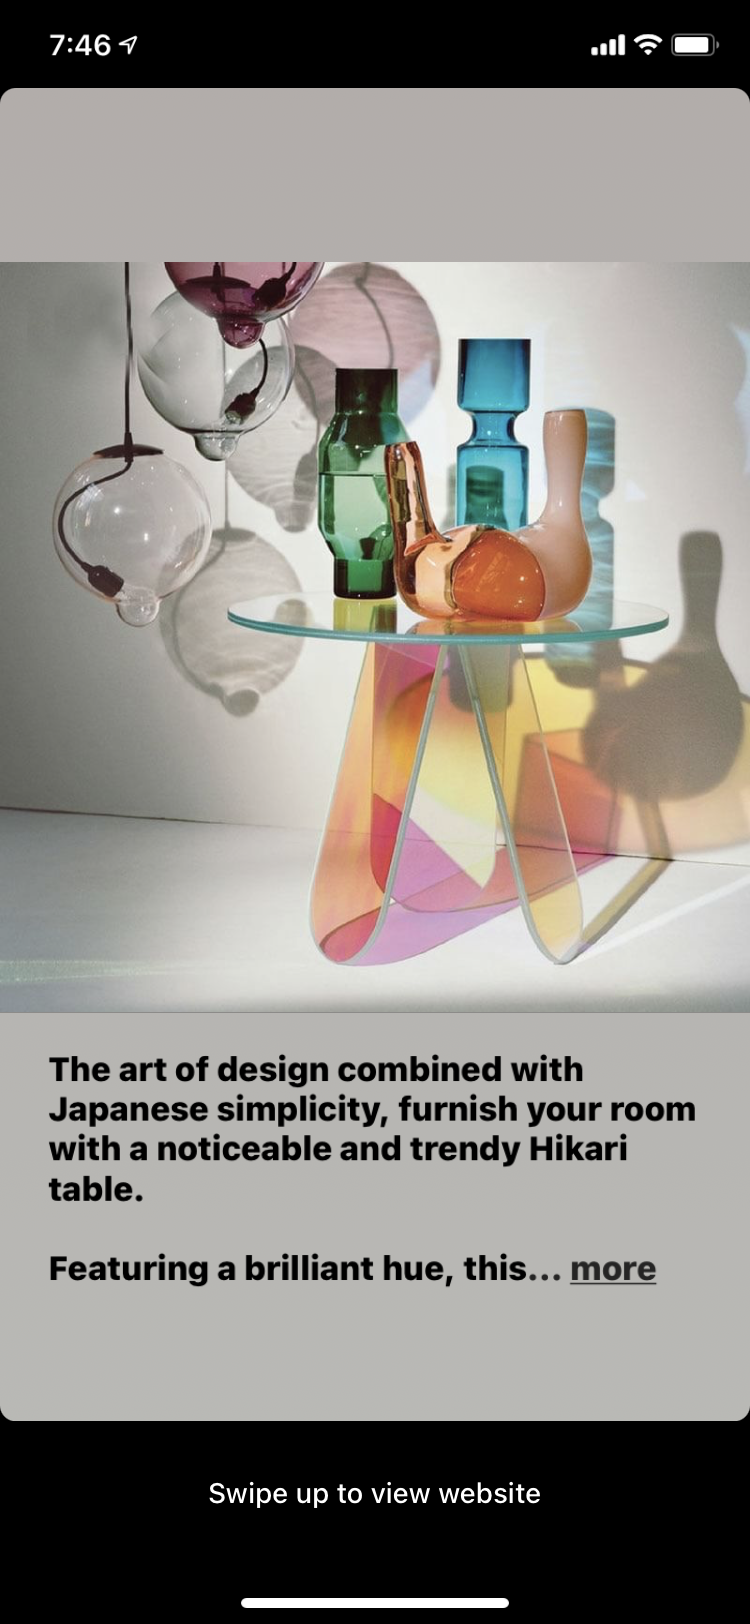 7:46
The art of design combined with
Japanese simplicity, furnish your room
with a noticeable and trendy Hikari
table.
Featuring a brilliant hue, this... more
Swipe up to view website